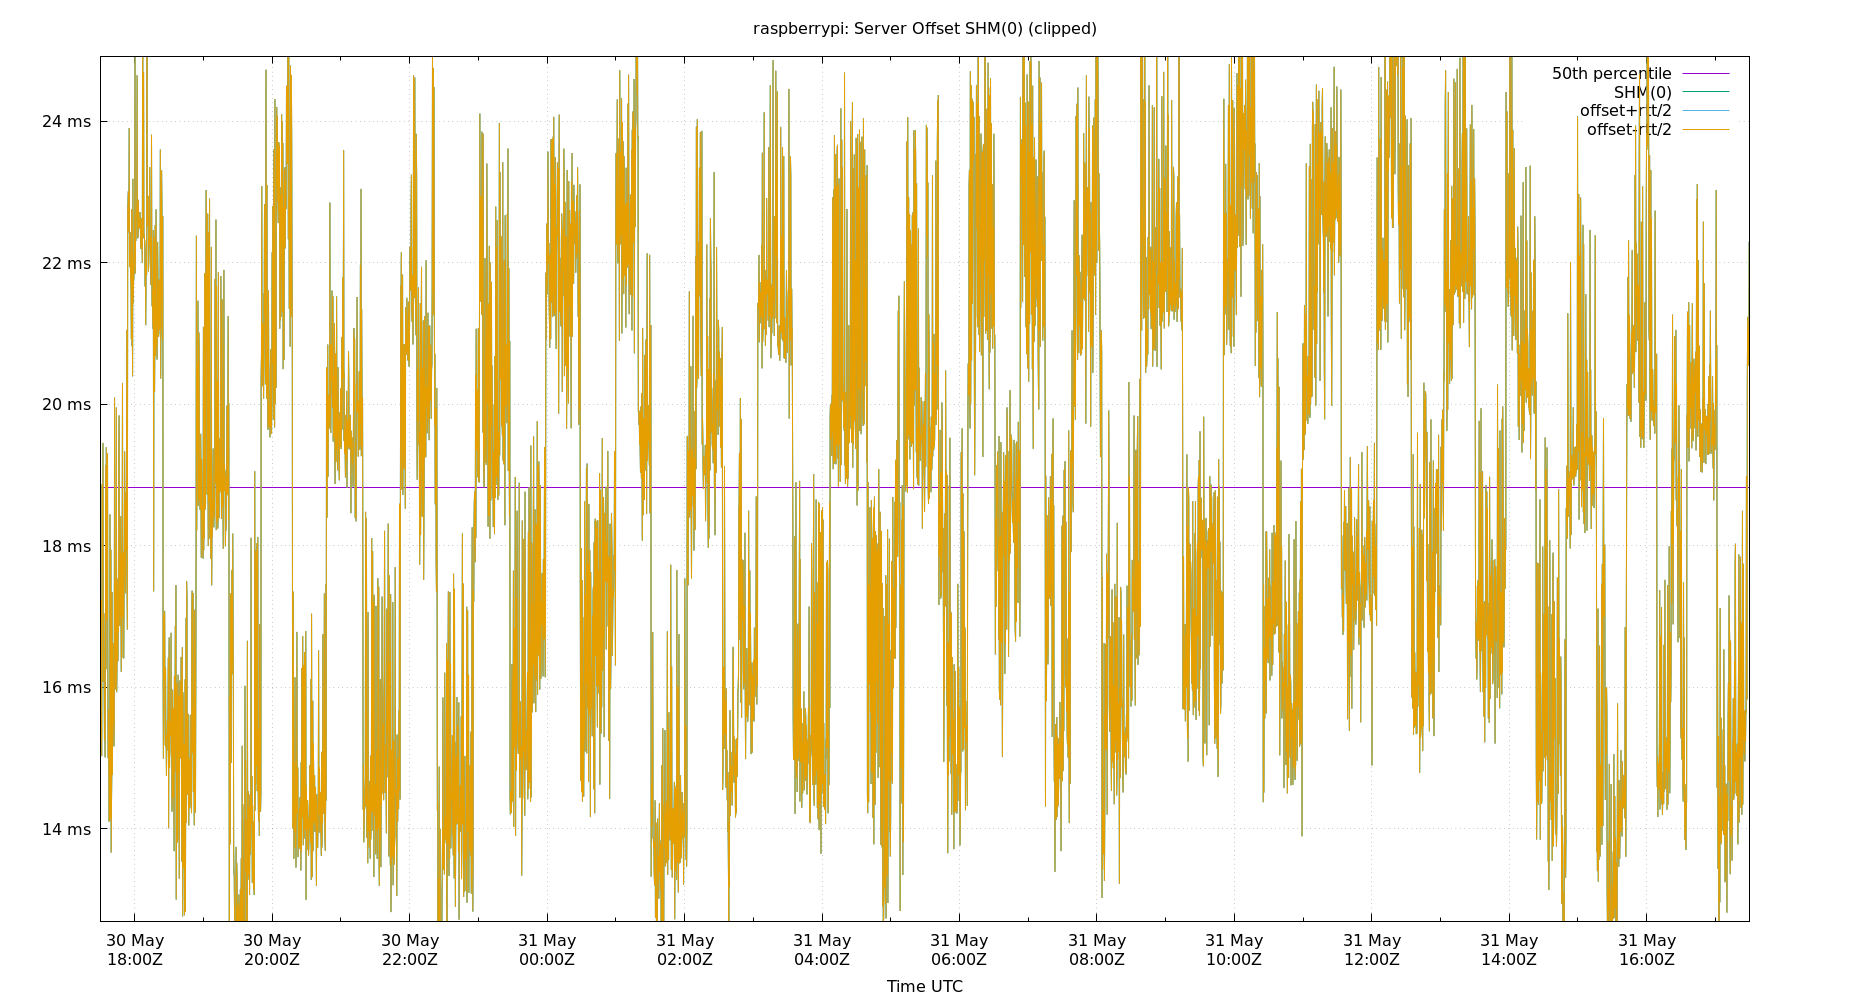 raspberrypi: Server Offset SHM(0) (clipped)
50th percentile
SHM(0)
offset+rtt/2
offset-rtt/2
24 ms
22 ms
20 ms
18 ms
16 ms
14 ms
30 May 30 May 30 May 31 May 31 May 31 May 31 May 31 May 31 May 31 May 31 May 31 May
18:00Z 20:00Z 22:00Z 00:00Z 02:00Z 04:00Z 06:00Z 08:00Z 10:00Z 12:00Z 14:00Z 16:00Z
Time UTC